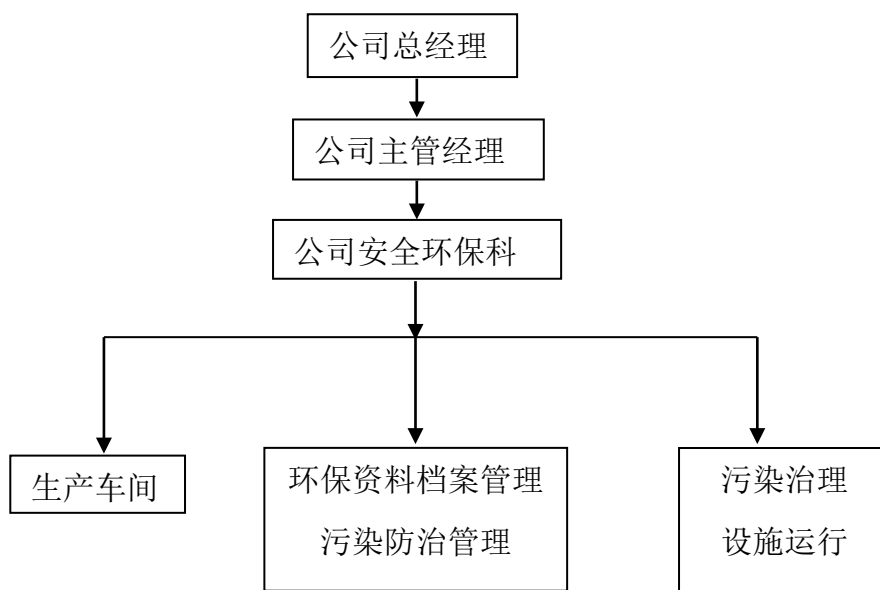 公司总经理
公司主管经理
公司安全环保科
生产车间
环保资料档案管理
污染防治管理
污染治理
设施运行